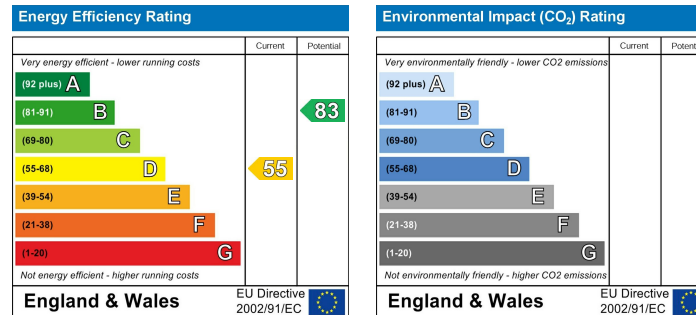 Energy Efficiency Rating
Current Potential
Very energy efficient - lower running costs
(92 plus) A
(81-91) B
83
(69-80) C
(55-68) D
55
(39-54) E
(21-38) F
(1-20) G
Not energy efficient - higher running costs
England & Wales
EU Directive
2002/91/EC
Environmental Impact (CO₂) Rating
Current Potent
Very environmentally friendly - lower CO2 emissions
(92 plus) A
(81-91) B
(69-80) C
(55-68) D
(39-54) E
(21-38) F
(1-20) G
Not environmentally friendly - higher CO2 emissions
England & Wales
EU Directive
2002/91/EC